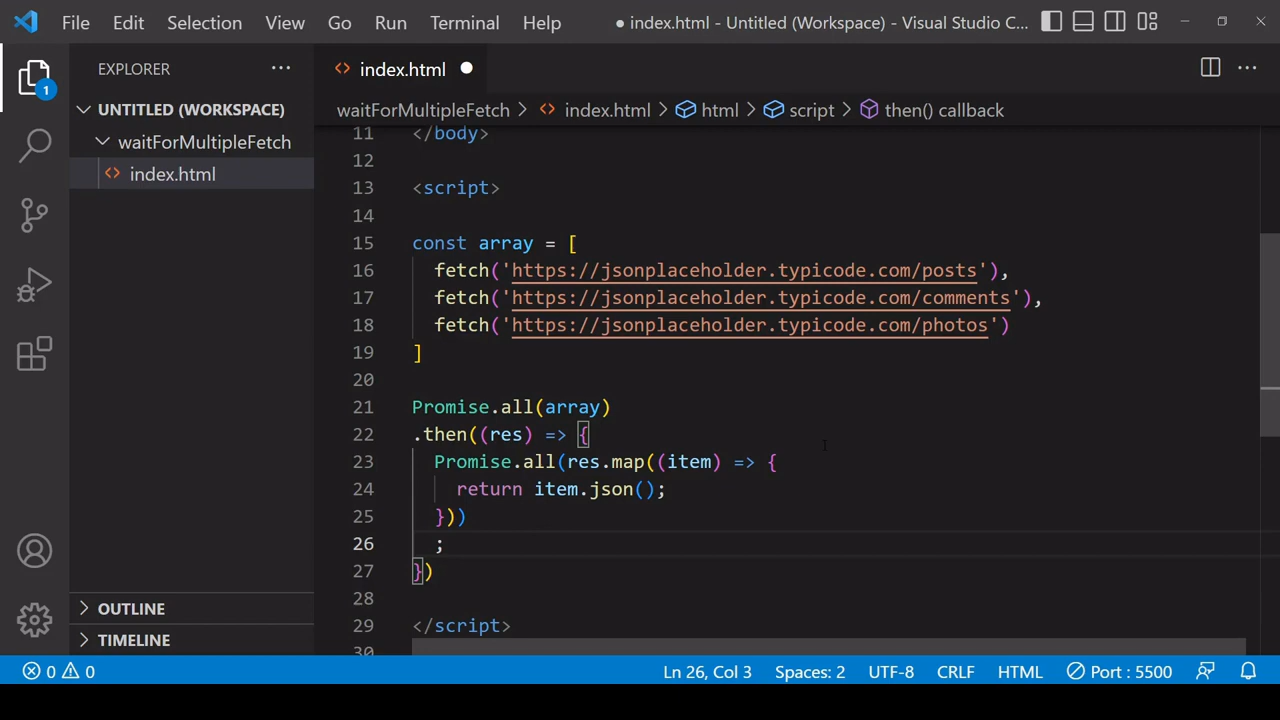 File Edit Selection View Go Run Terminal Help ● index.html - Untitled (Workspace) - Visual Studio C...
EXPLORER ···
1
UNTITLED (WORKSPACE)
waitForMultipleFetch
index.html
OUTLINE
TIMELINE
index.html
waitForMultipleFetch > index.html > html > script > then() callback
11 </body>
12
13 <script>
14
15 const array = [
16 fetch('https://jsonplaceholder.typicode.com/posts'),
17 fetch('https://jsonplaceholder.typicode.com/comments'),
18 fetch('https://jsonplaceholder.typicode.com/photos')
19 ]
20
21 Promise.all(array)
22 .then((res) => {
23 Promise.all(res.map((item) => {
24 return item.json();
25 }))
26 ;
27 })
28
29 </script>
30
0 0 Ln 26, Col 3 Spaces: 2 UTF-8 CRLF HTML Port : 5500